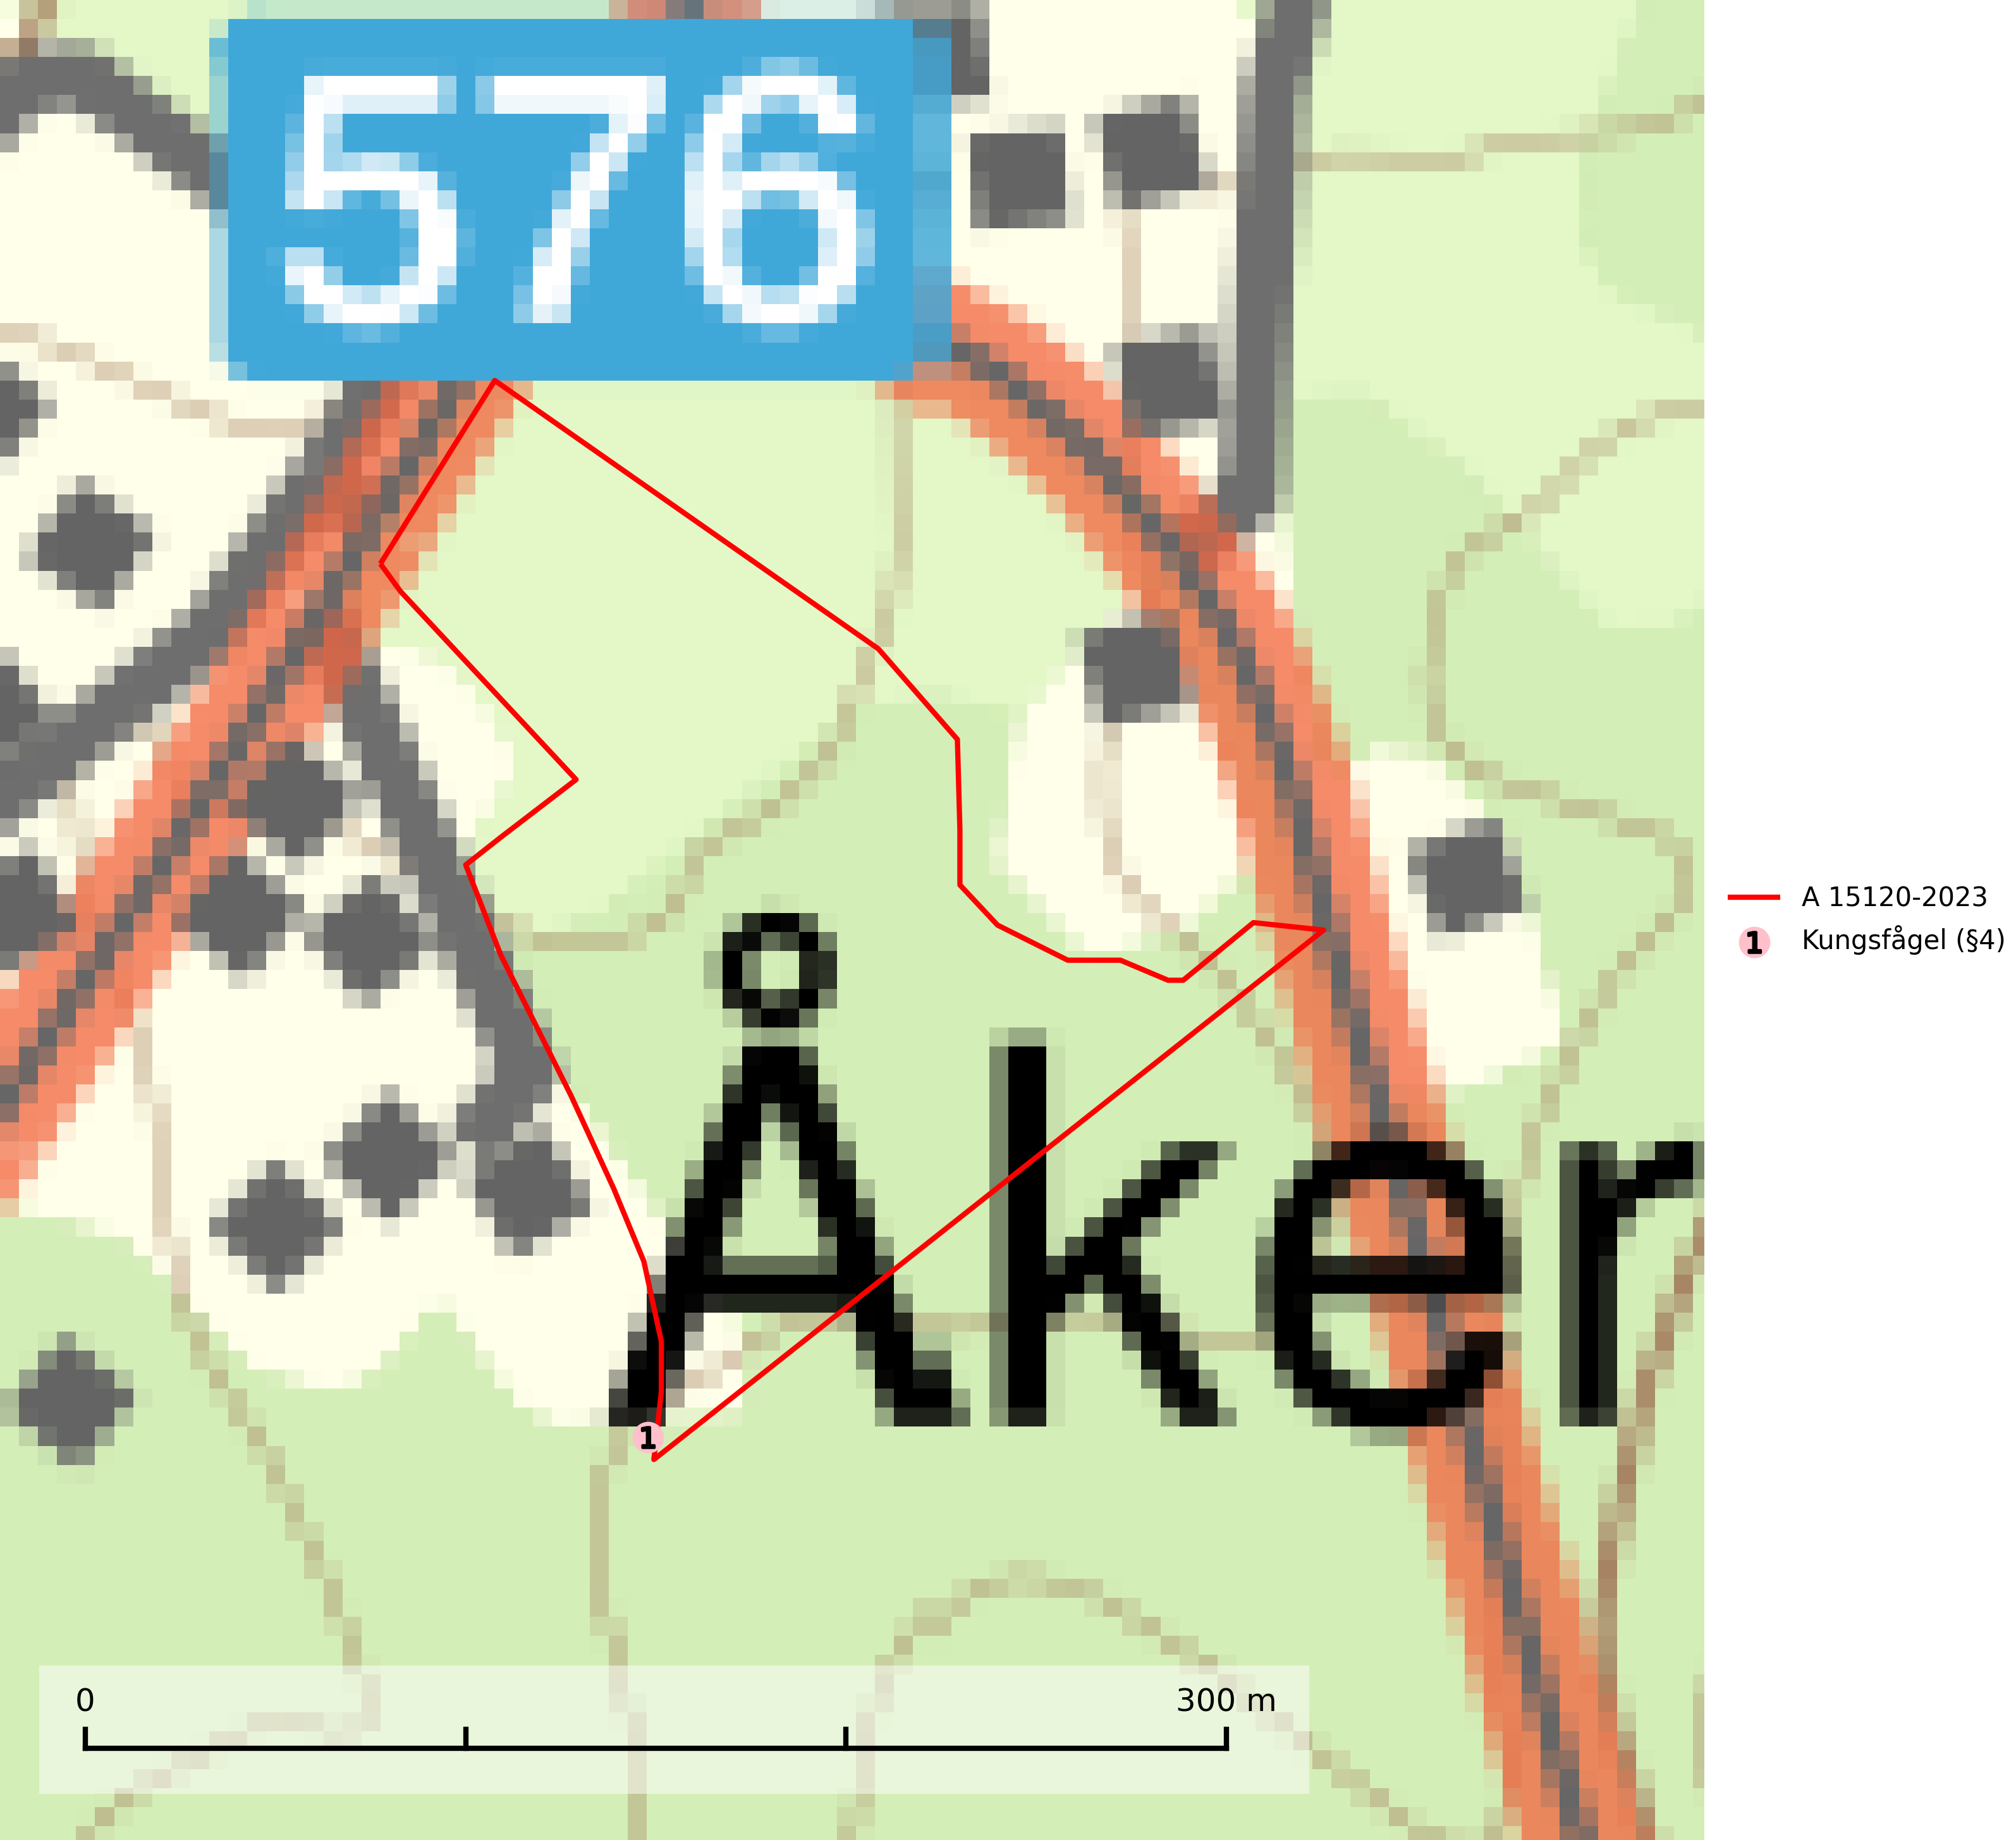 576
A 15120-2023
1 Kungsfågel (§4)
Åker
1
0 300 m